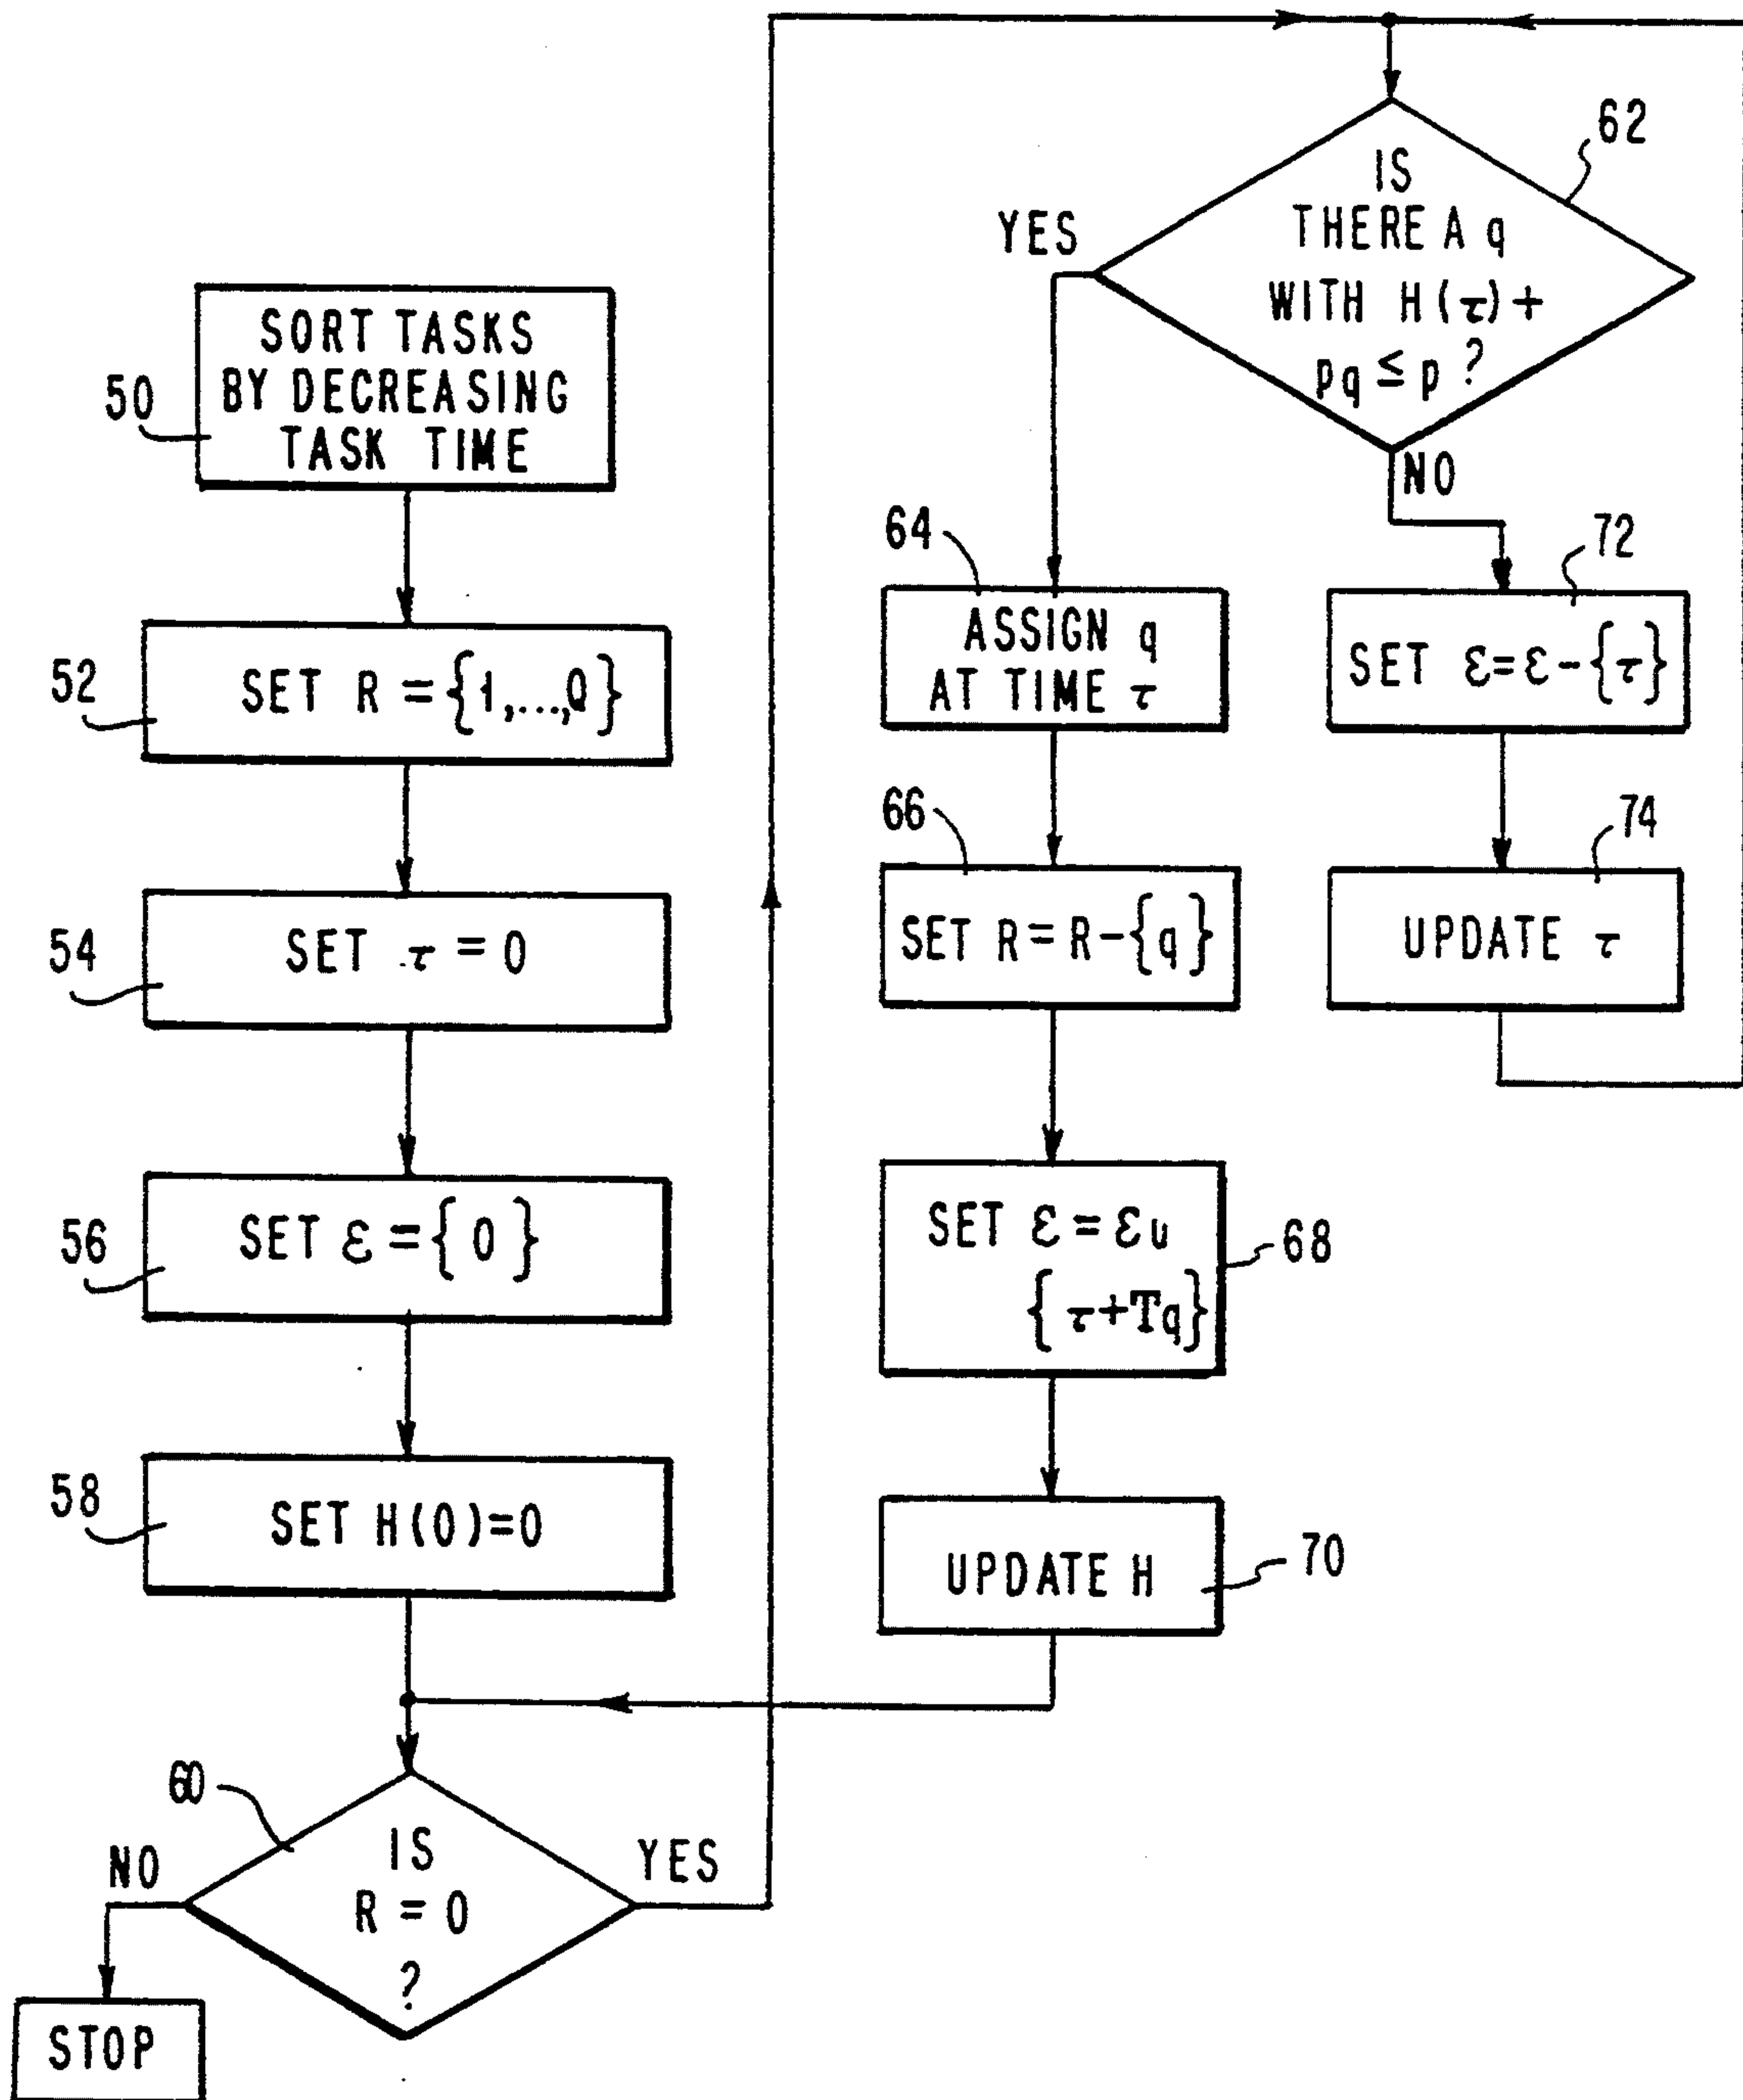 50
SORT TASKS
BY DECREASING
TASK TIME
52
SET R = {1,...,Q}
54
SET τ = 0
56
SET ε = {0}
58
SET H(0)=0
60
IS
R = 0
?
NO
YES
STOP
62
IS
THERE A q
WITH H(τ)+
pq ≤ p ?
YES
NO
64
ASSIGN q
AT TIME τ
66
SET R = R-{q}
68
SET ε = ε∪
{τ+Tq}
70
UPDATE H
72
SET ε=ε-{τ}
74
UPDATE τ